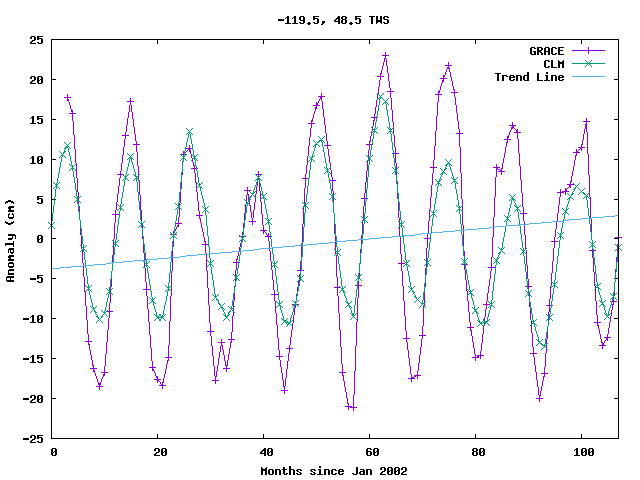 -119.5, 48.5 TWS
GRACE
CLM
Trend Line
25
20
15
10
5
0
-5
-10
-15
-20
-25
Anomaly (cm)
0 20 40 60 80 100
Months since Jan 2002